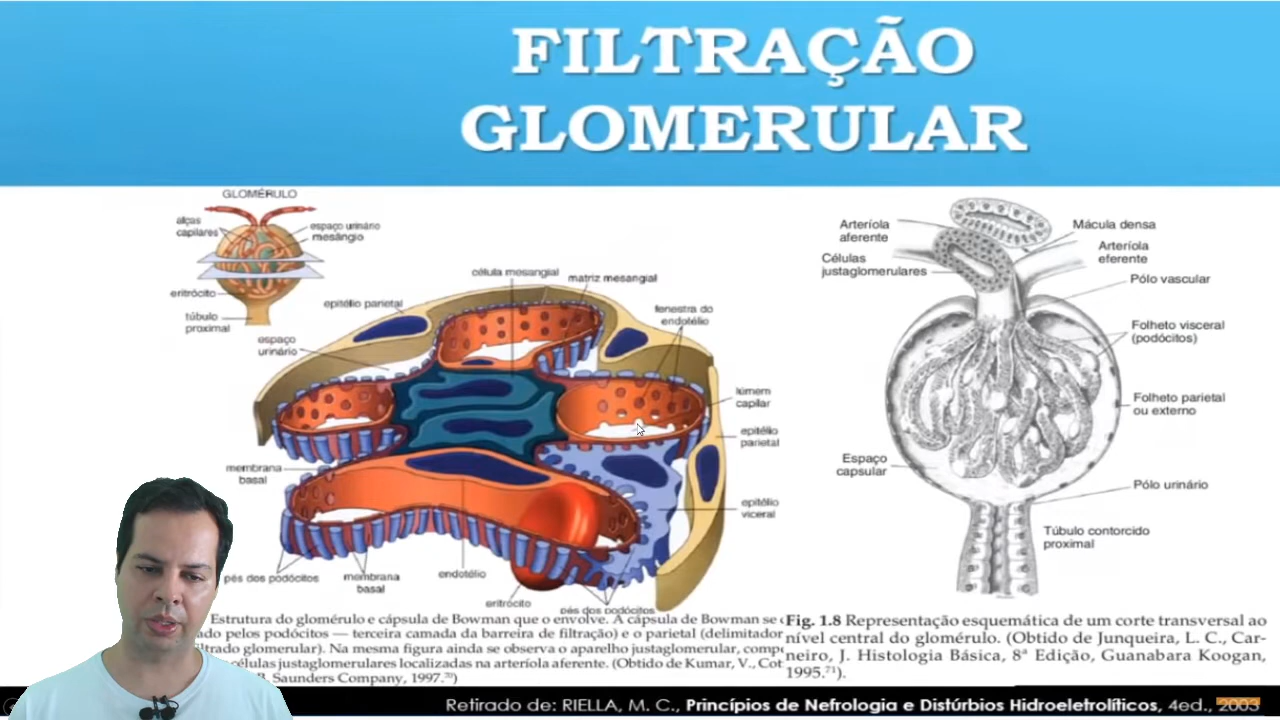 FILTRAÇÃO
GLOMERULAR
GLOMÉRULO
alças
capilares
espaço urinário
mesângio
eritrócito
túbulo
proximal
célula mesangial
matriz mesangial
epitélio parietal
fenestra do
endotélio
espaço
urinário
lúmem
capilar
epitélio
parietal
membrana
basal
epitélio
viceral
pés dos podócitos
membrana
basal
endotélio
eritrócito
pés dos podócitos
Estrutura do glomérulo e cápsula de Bowman que o envolve. A cápsula de Bowman se
ado pelos podócitos — terceira camada da barreira de filtração) e o parietal (delimitador
iltrado glomerular). Na mesma figura ainda se observa o aparelho justaglomerular, comp
células justaglomerulares localizadas na arteríola aferente. (Obtido de Kumar, V., Cot
B. Saunders Company, 1997.²⁰)
Arteríola
aferente
Células
justaglomerulares
Mácula densa
Arteríola
eferente
Pólo vascular
Folheto visceral
(podócitos)
Folheto parietal
ou externo
Espaço
capsular
Pólo urinário
Túbulo contorcido
proximal
Fig. 1.8 Representação esquemática de um corte transversal ao
nível central do glomérulo. (Obtido de Junqueira, L. C., Car-
neiro, J. Histologia Básica, 8ª Edição, Guanabara Koogan,
1995.⁷¹).
Retirado de: RIELLA, M. C., Princípios de Nefrologia e Distúrbios Hidroeletrolíticos, 4ed., 2003